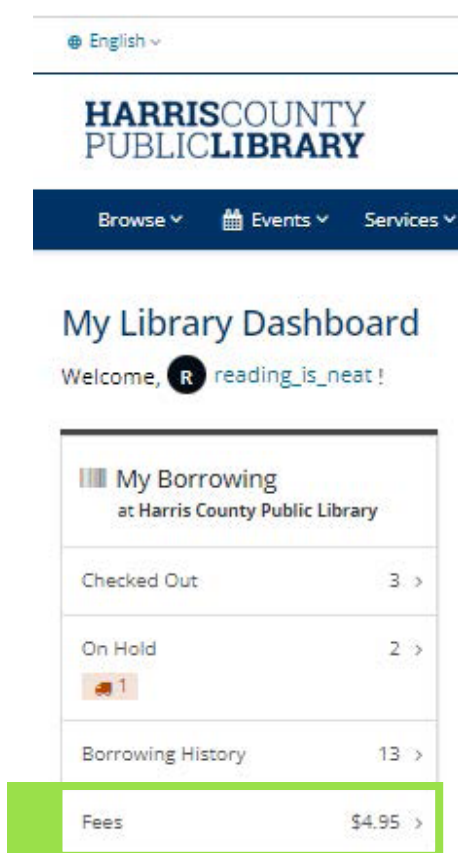 English
HARRISCOUNTY
PUBLICLIBRARY
Browse Events Services
My Library Dashboard
Welcome, R reading_is_neat !
My Borrowing
at Harris County Public Library
Checked Out 3 >
On Hold 2 >
1
Borrowing History 13 >
Fees $4.95 >